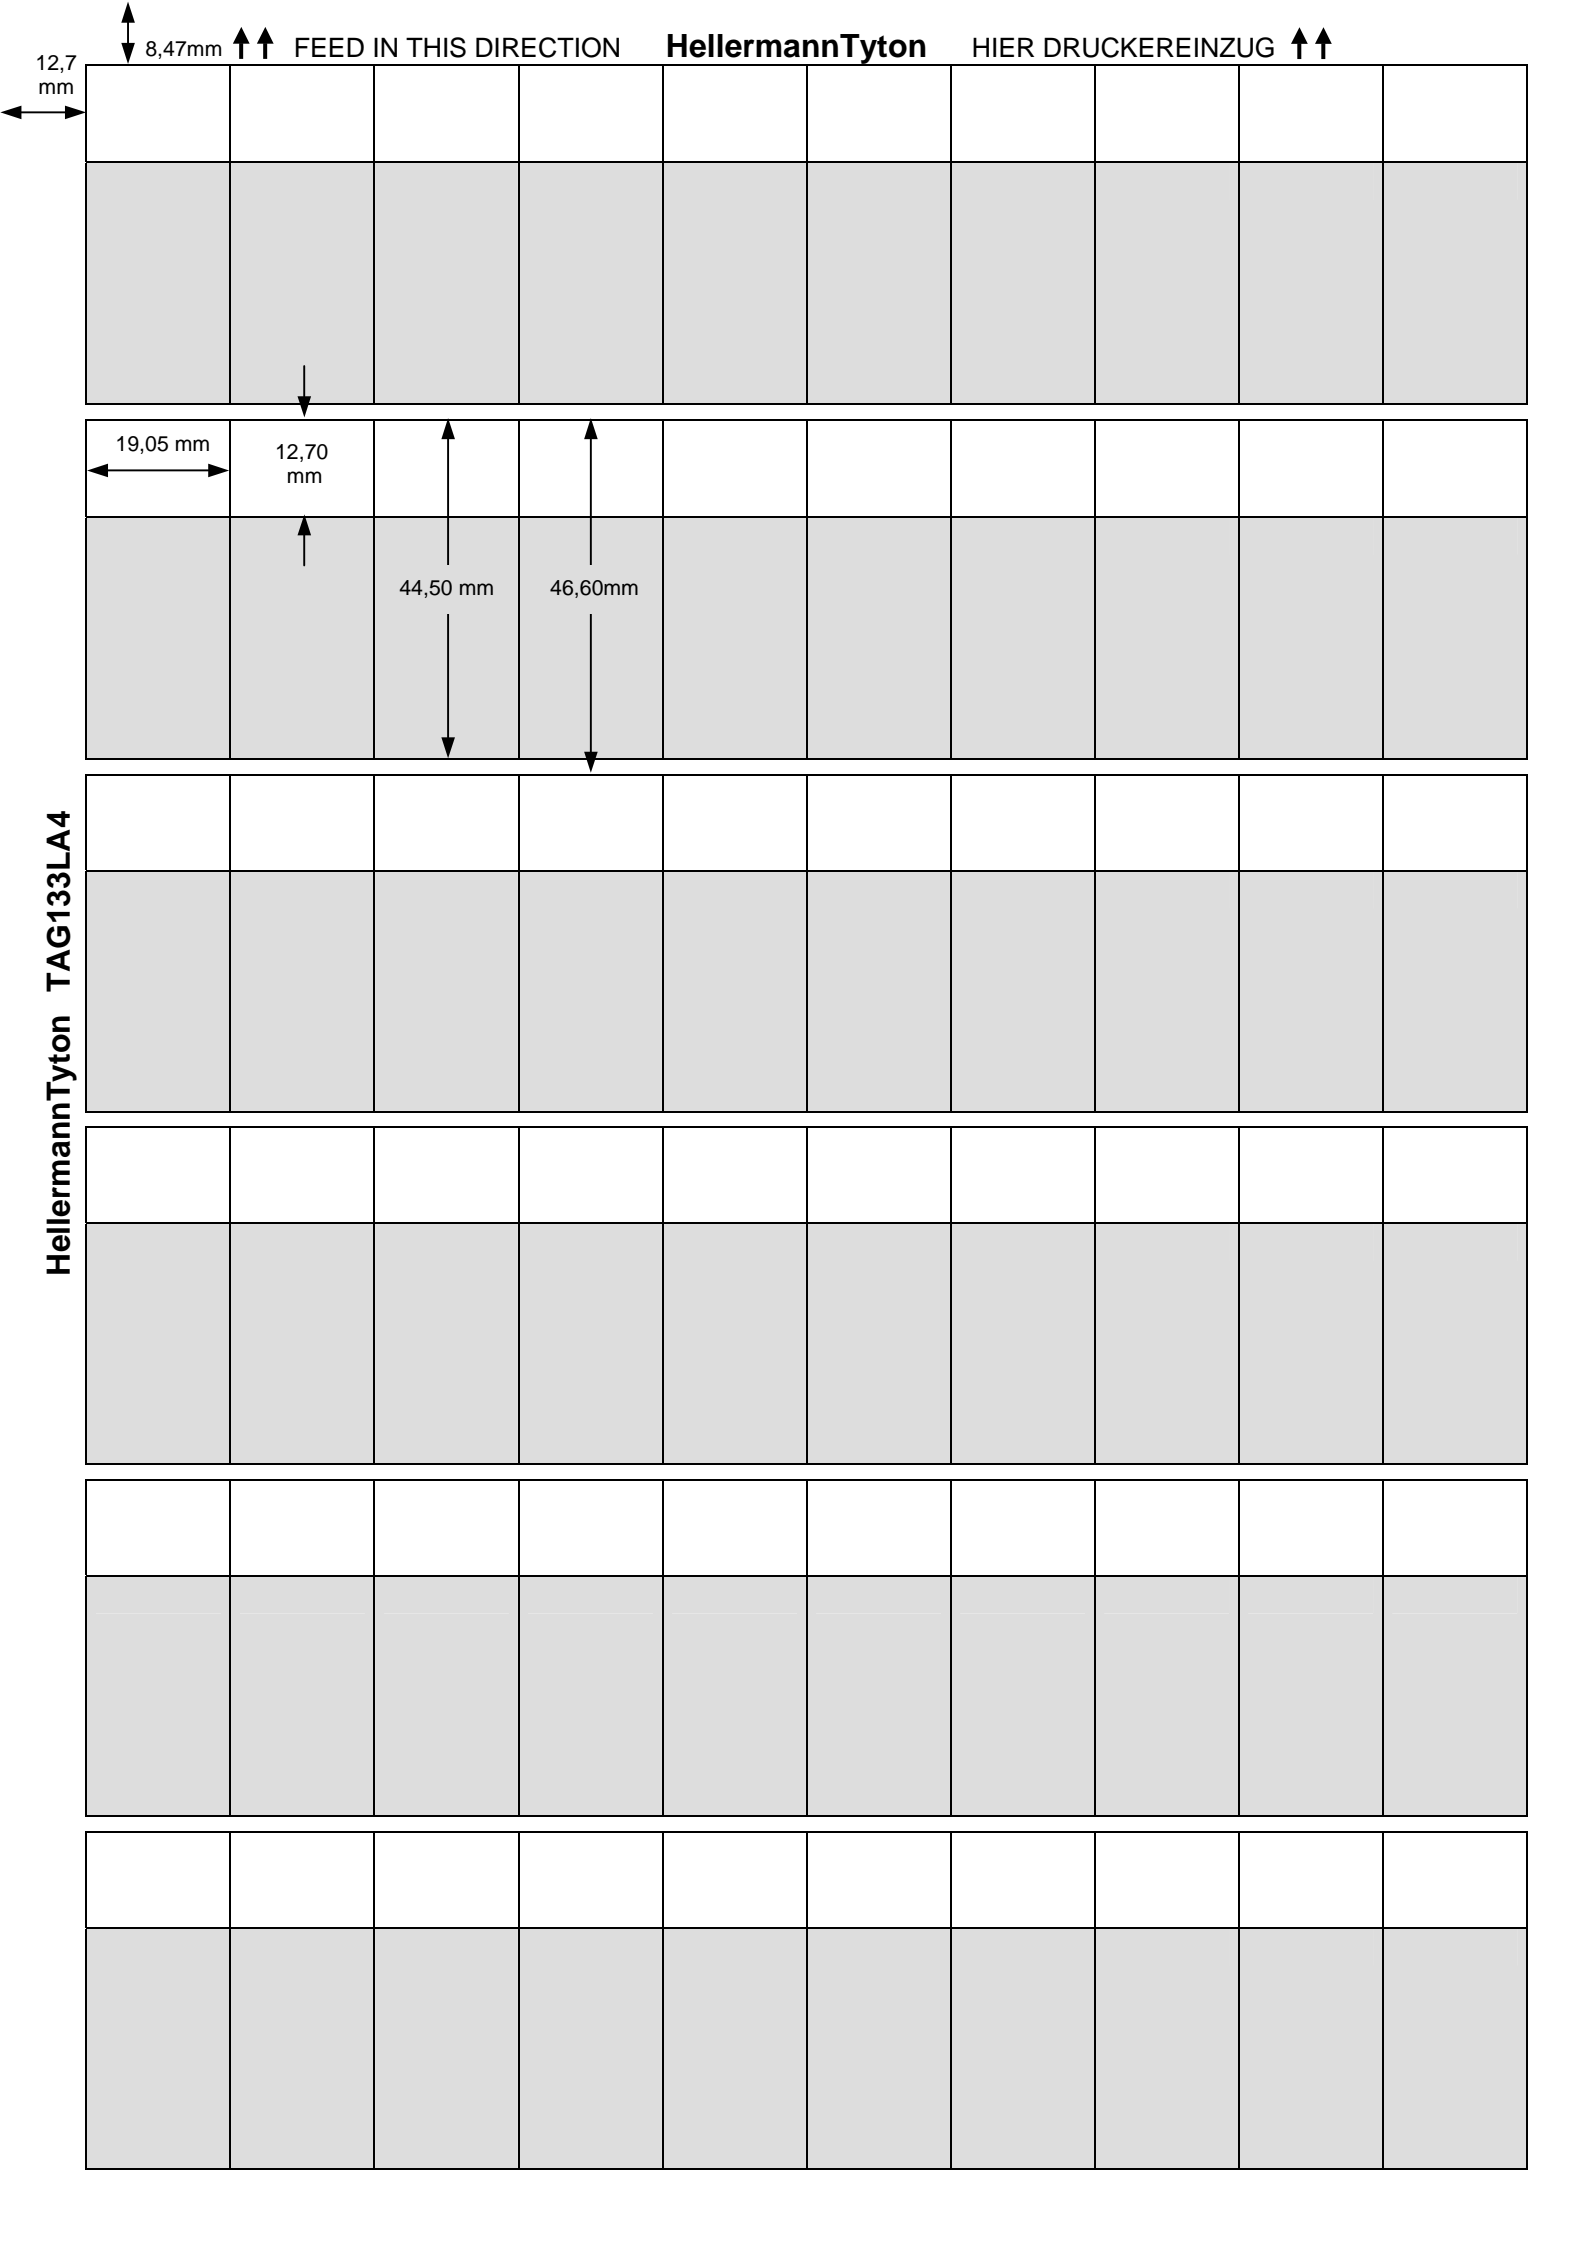 8,47mm FEED IN THIS DIRECTION HellermannTyton HIER DRUCKEREINZUG
12,7
mm
19,05 mm
12,70
mm
44,50 mm
46,60mm
HellermannTyton TAG133LA4